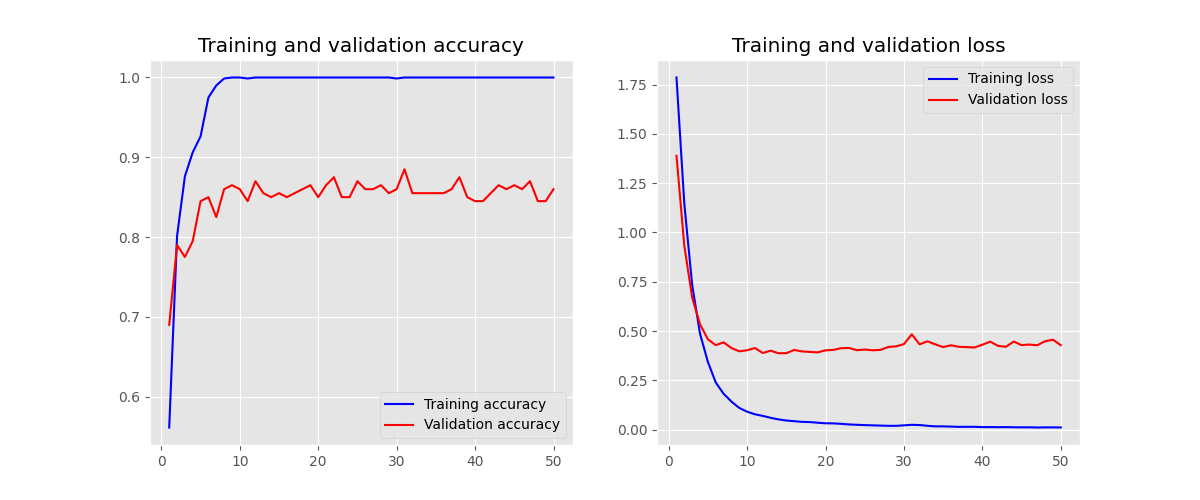 Training and validation accuracy
1.0
0.9
0.8
0.7
0.6
Training accuracy
Validation accuracy
0 10 20 30 40 50
Training and validation loss
1.75
1.50
1.25
1.00
0.75
0.50
0.25
0.00
Training loss
Validation loss
0 10 20 30 40 50